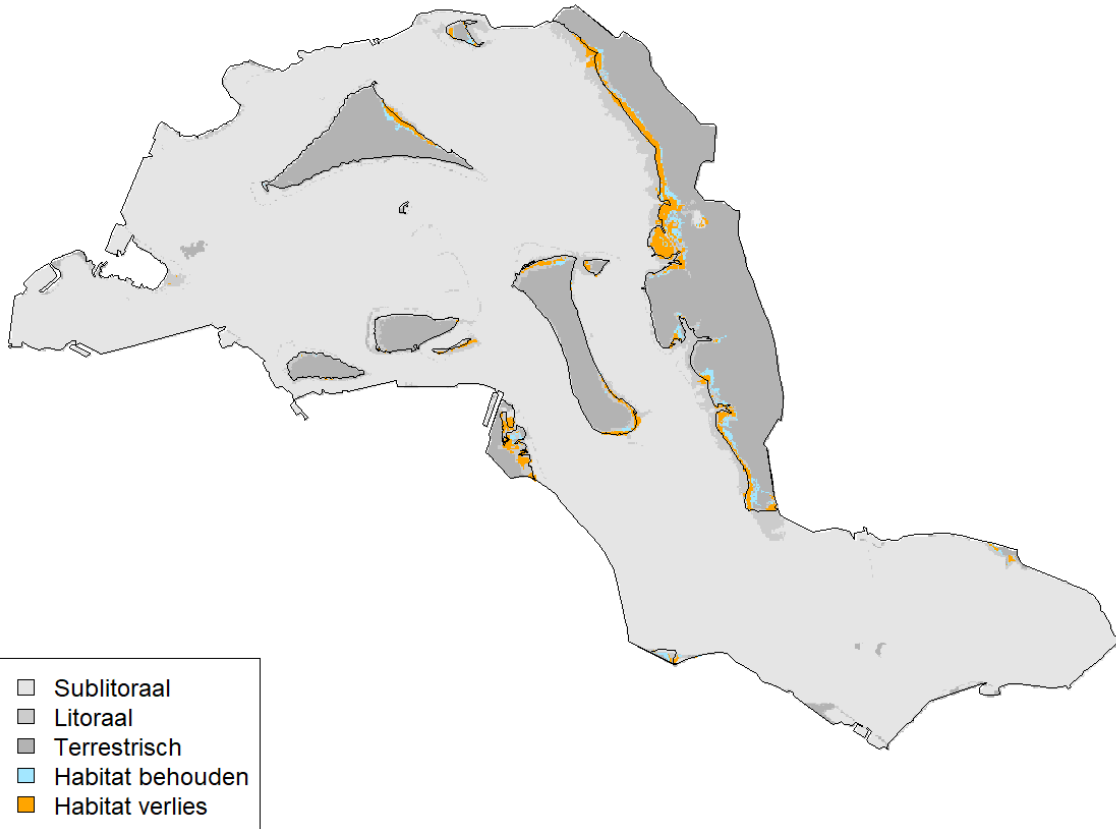 Sublitoraal
Litoraal
Terrestrisch
Habitat behouden
Habitat verlies